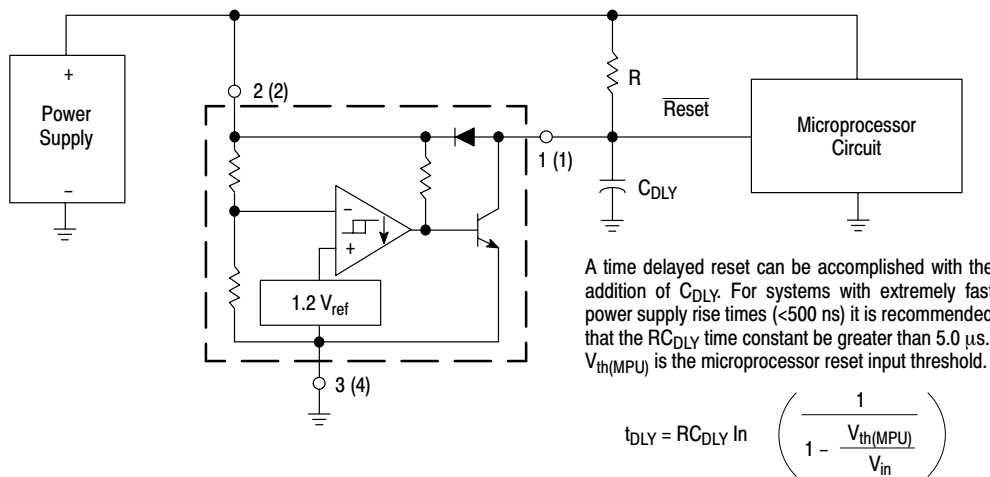 +
Power
Supply
–
2 (2)
R
Reset
Microprocessor
Circuit
1 (1)
CDLY
–
+
1.2 Vref
3 (4)
A time delayed reset can be accomplished with the
addition of CDLY. For systems with extremely fast
power supply rise times (<500 ns) it is recommended
that the RCDLY time constant be greater than 5.0 μs.
Vth(MPU) is the microprocessor reset input threshold.
tDLY = RCDLY In
1
1 – Vth(MPU)
Vin